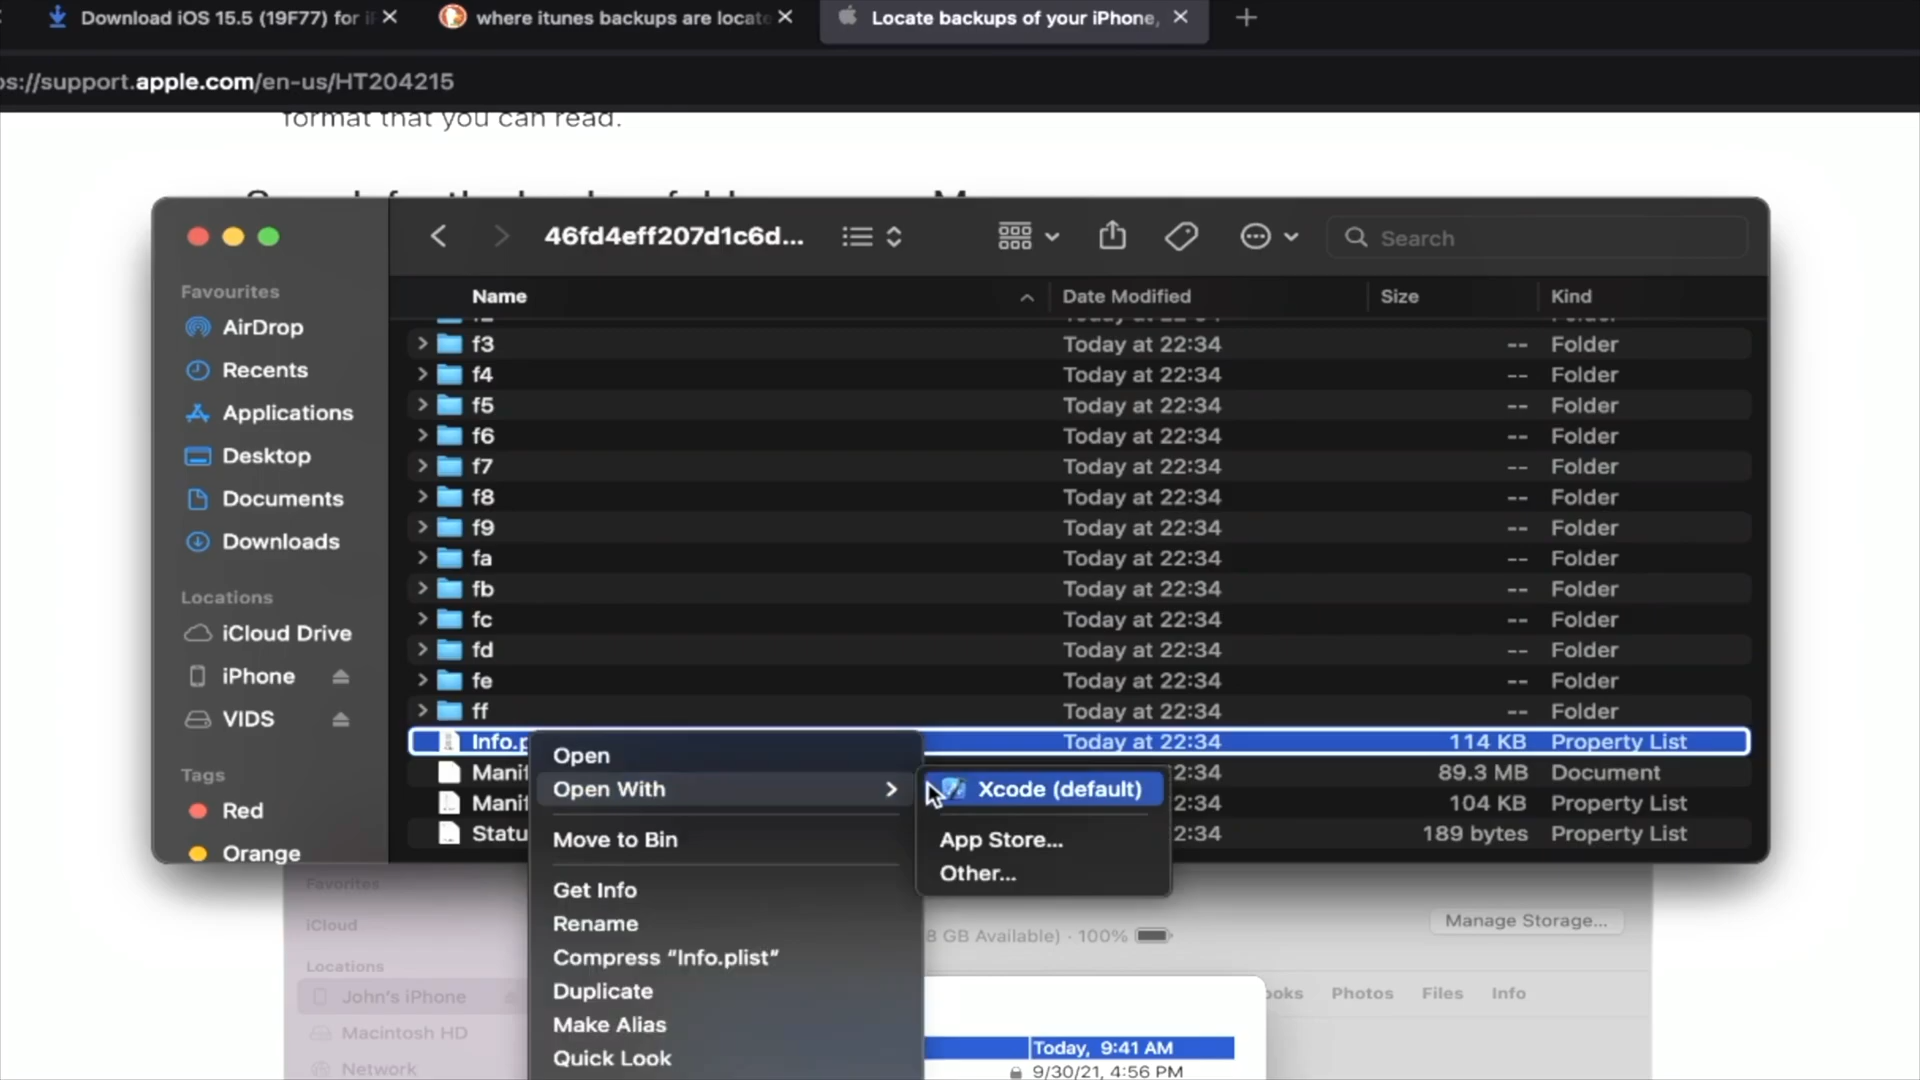 Download iOS 15.5 (19F77) for i
where itunes backups are locate
Locate backups of your iPhone,
ps://support.apple.com/en-us/HT204215
format that you can read.
46fd4eff207d1c6d...
Search
Favourites
AirDrop
Recents
Applications
Desktop
Documents
Downloads
Locations
iCloud Drive
iPhone
VIDS
Tags
Red
Orange
Name Date Modified Size Kind
f3 Today at 22:34 -- Folder
f4 Today at 22:34 -- Folder
f5 Today at 22:34 -- Folder
f6 Today at 22:34 -- Folder
f7 Today at 22:34 -- Folder
f8 Today at 22:34 -- Folder
f9 Today at 22:34 -- Folder
fa Today at 22:34 -- Folder
fb Today at 22:34 -- Folder
fc Today at 22:34 -- Folder
fd Today at 22:34 -- Folder
fe Today at 22:34 -- Folder
ff Today at 22:34 -- Folder
Info.p Today at 22:34 114 KB Property List
Manif 2:34 89.3 MB Document
Manif 2:34 104 KB Property List
Statu 2:34 189 bytes Property List
Open
Open With
Move to Bin
Get Info
Rename
Compress “Info.plist”
Duplicate
Make Alias
Quick Look
Xcode (default)
App Store...
Other...
Favorites
iCloud
Locations
John's iPhone
Macintosh HD
Network
8 GB Available) · 100%
Manage Storage...
ooks Photos Files Info
Today, 9:41 AM
9/30/21, 4:56 PM